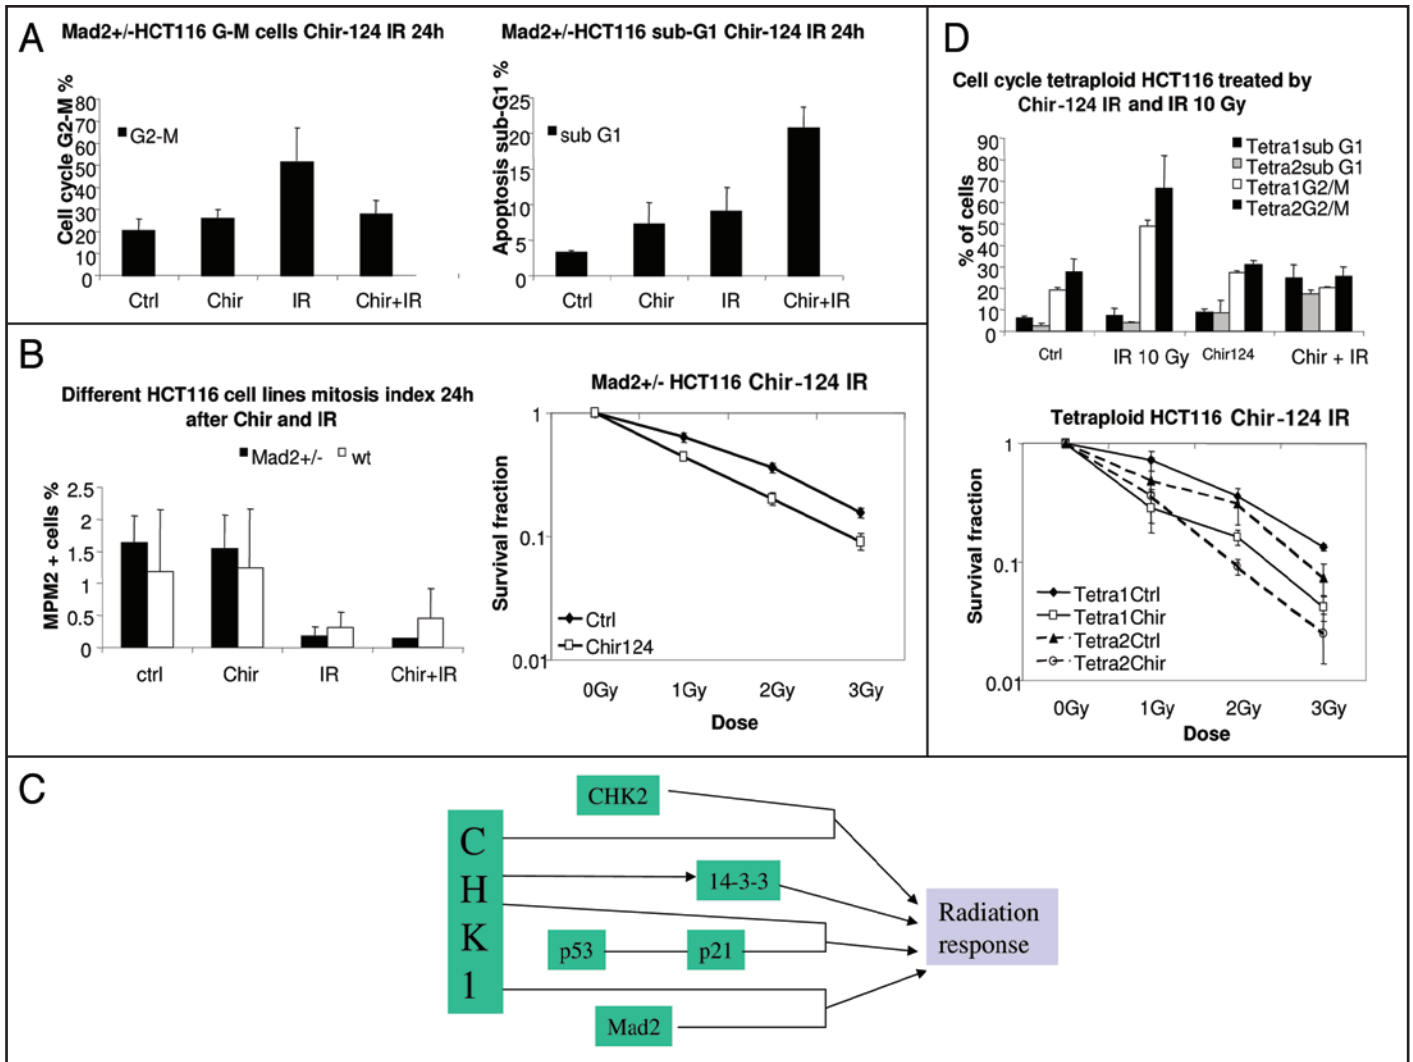 A
Mad2+/-HCT116 G-M cells Chir-124 IR 24h
Cell cycle G2-M %
80
70
60
50
40
30
20
10
0
G2-M
Ctrl Chir IR Chir+IR
Mad2+/-HCT116 sub-G1 Chir-124 IR 24h
Apoptosis sub-G1 %
25
20
15
10
5
0
sub G1
Ctrl Chir IR Chir+IR
B
Different HCT116 cell lines mitosis index 24h
after Chir and IR
Mad2+/- wt
MPM2 + cells %
2.5
2
1.5
1
0.5
0
ctrl Chir IR Chir+IR
Mad2+/- HCT116 Chir-124 IR
Survival fraction
1
0.1
0.01
Ctrl
Chir124
0Gy 1Gy 2Gy 3Gy
Dose
D
Cell cycle tetraploid HCT116 treated by
Chir-124 IR and IR 10 Gy
% of cells
90
80
70
60
50
40
30
20
10
0
Tetra1sub G1
Tetra2sub G1
Tetra1G2/M
Tetra2G2/M
Ctrl IR 10 Gy Chir124 Chir + IR
Tetraploid HCT116 Chir-124 IR
Survival fraction
1
0.1
0.01
Tetra1Ctrl
Tetra1Chir
Tetra2Ctrl
Tetra2Chir
0Gy 1Gy 2Gy 3Gy
Dose
C
C
H
K
1
CHK2
14-3-3
p53
p21
Mad2
Radiation
response